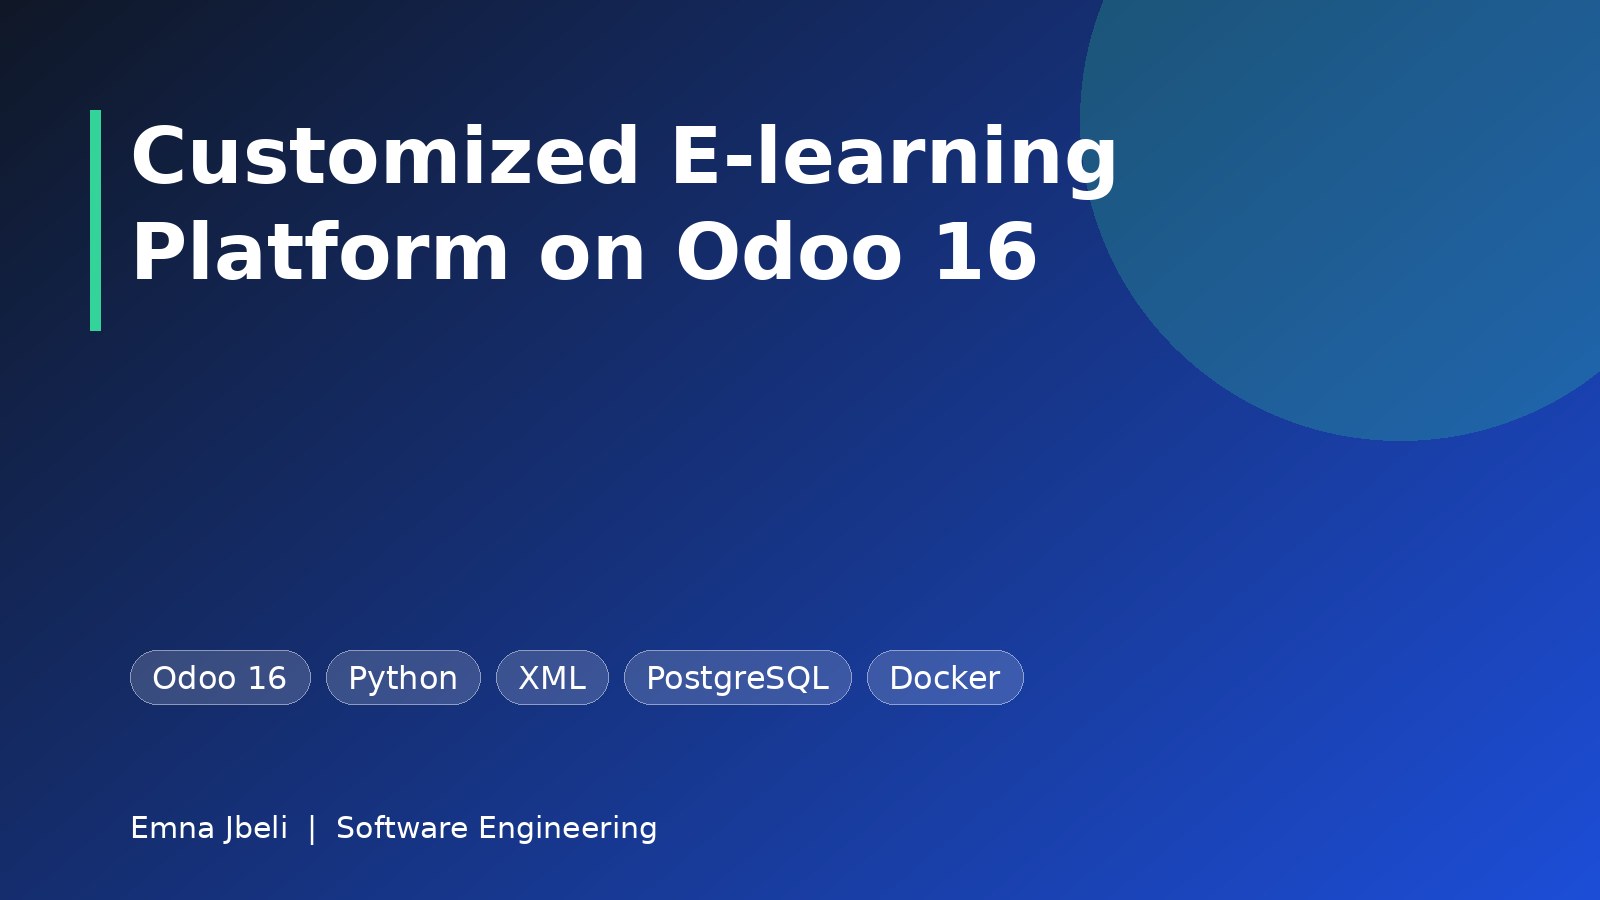 Customized E-learning
Platform on Odoo 16
Odoo 16 Python XML PostgreSQL Docker
Emna Jbeli | Software Engineering